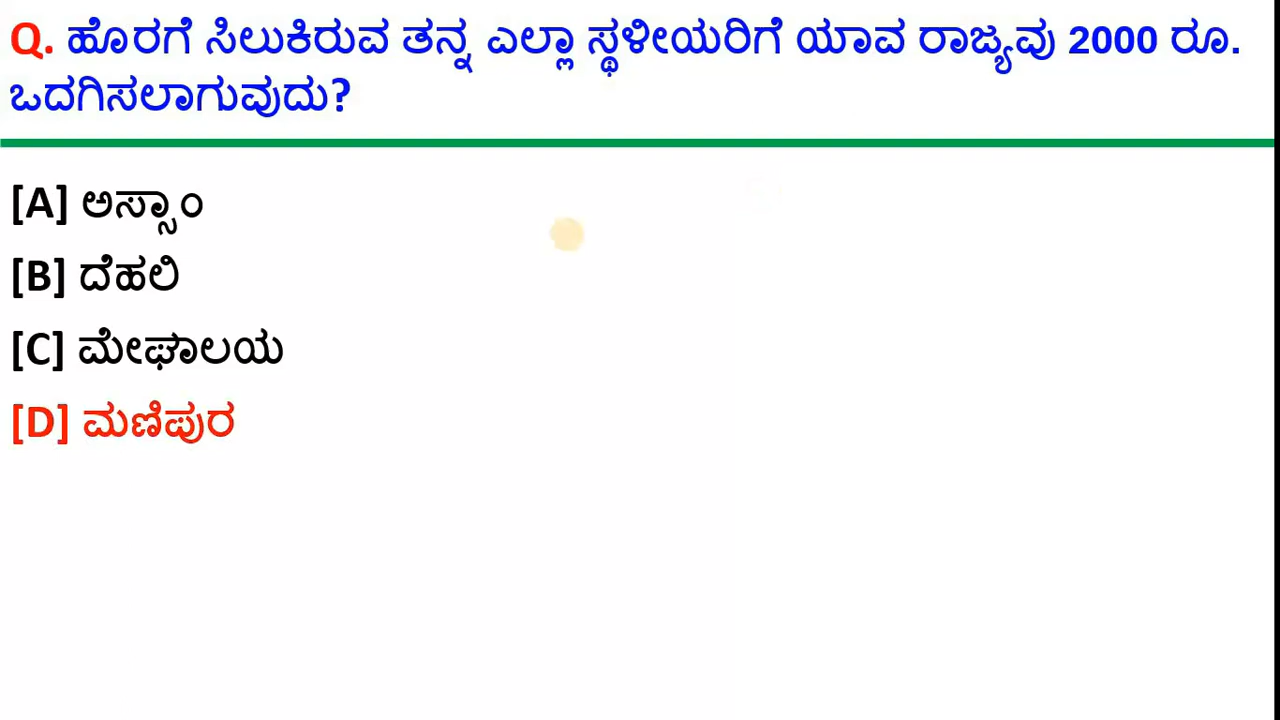 Q. ಹೊರಗೆ ಸಿಲುಕಿರುವ ತನ್ನ ಎಲ್ಲಾ ಸ್ಥಳೀಯರಿಗೆ ಯಾವ ರಾಜ್ಯವು 2000 ರೂ.
ಒದಗಿಸಲಾಗುವುದು?
[A] ಅಸ್ಸಾಂ
[B] ದೆಹಲಿ
[C] ಮೇಘಾಲಯ
[D] ಮಣಿಪುರ